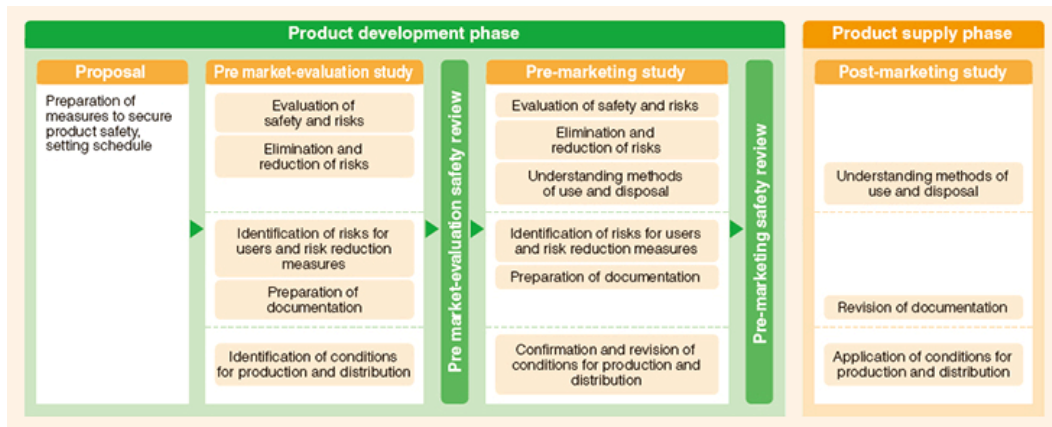 Product development phase
Product supply phase
Proposal
Preparation of
measures to secure
product safety,
setting schedule
Pre market-evaluation study
Evaluation of
safety and risks
Elimination and
reduction of risks
Identification of risks for
users and risk reduction
measures
Preparation of
documentation
Identification of conditions
for production and distribution
Pre market-evaluation safety review
Pre-marketing study
Evaluation of safety and risks
Elimination and
reduction of risks
Understanding methods
of use and disposal
Identification of risks for users
and risk reduction measures
Preparation of documentation
Confirmation and revision of
conditions for production and
distribution
Pre-marketing safety review
Post-marketing study
Understanding methods of
use and disposal
Revision of documentation
Application of conditions for
production and distribution